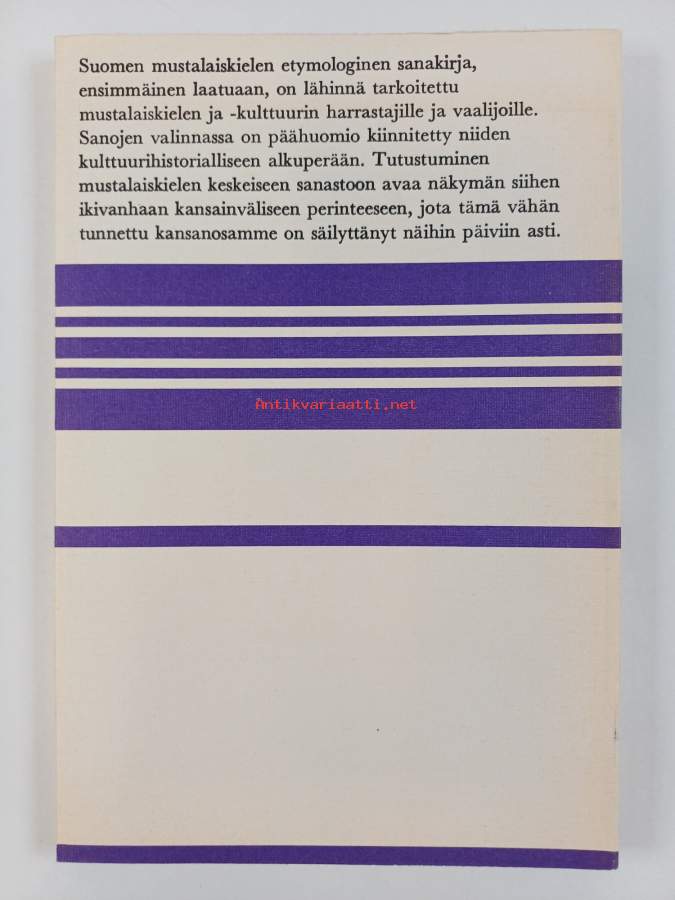 Suomen mustalaiskielen etymologinen sanakirja,
ensimmäinen laatuaan, on lähinnä tarkoitettu
mustalaiskielen ja -kulttuurin harrastajille ja vaalijoille.
Sanojen valinnassa on päähuomio kiinnitetty niiden
kulttuurihistorialliseen alkuperään. Tutustuminen
mustalaiskielen keskeiseen sanastoon avaa näkymän siihen
ikivanhaan kansainväliseen perinteeseen, jota tämä vähän
tunnettu kansanosamme on säilyttänyt näihin päiviin asti.
Antikvariaatti.net